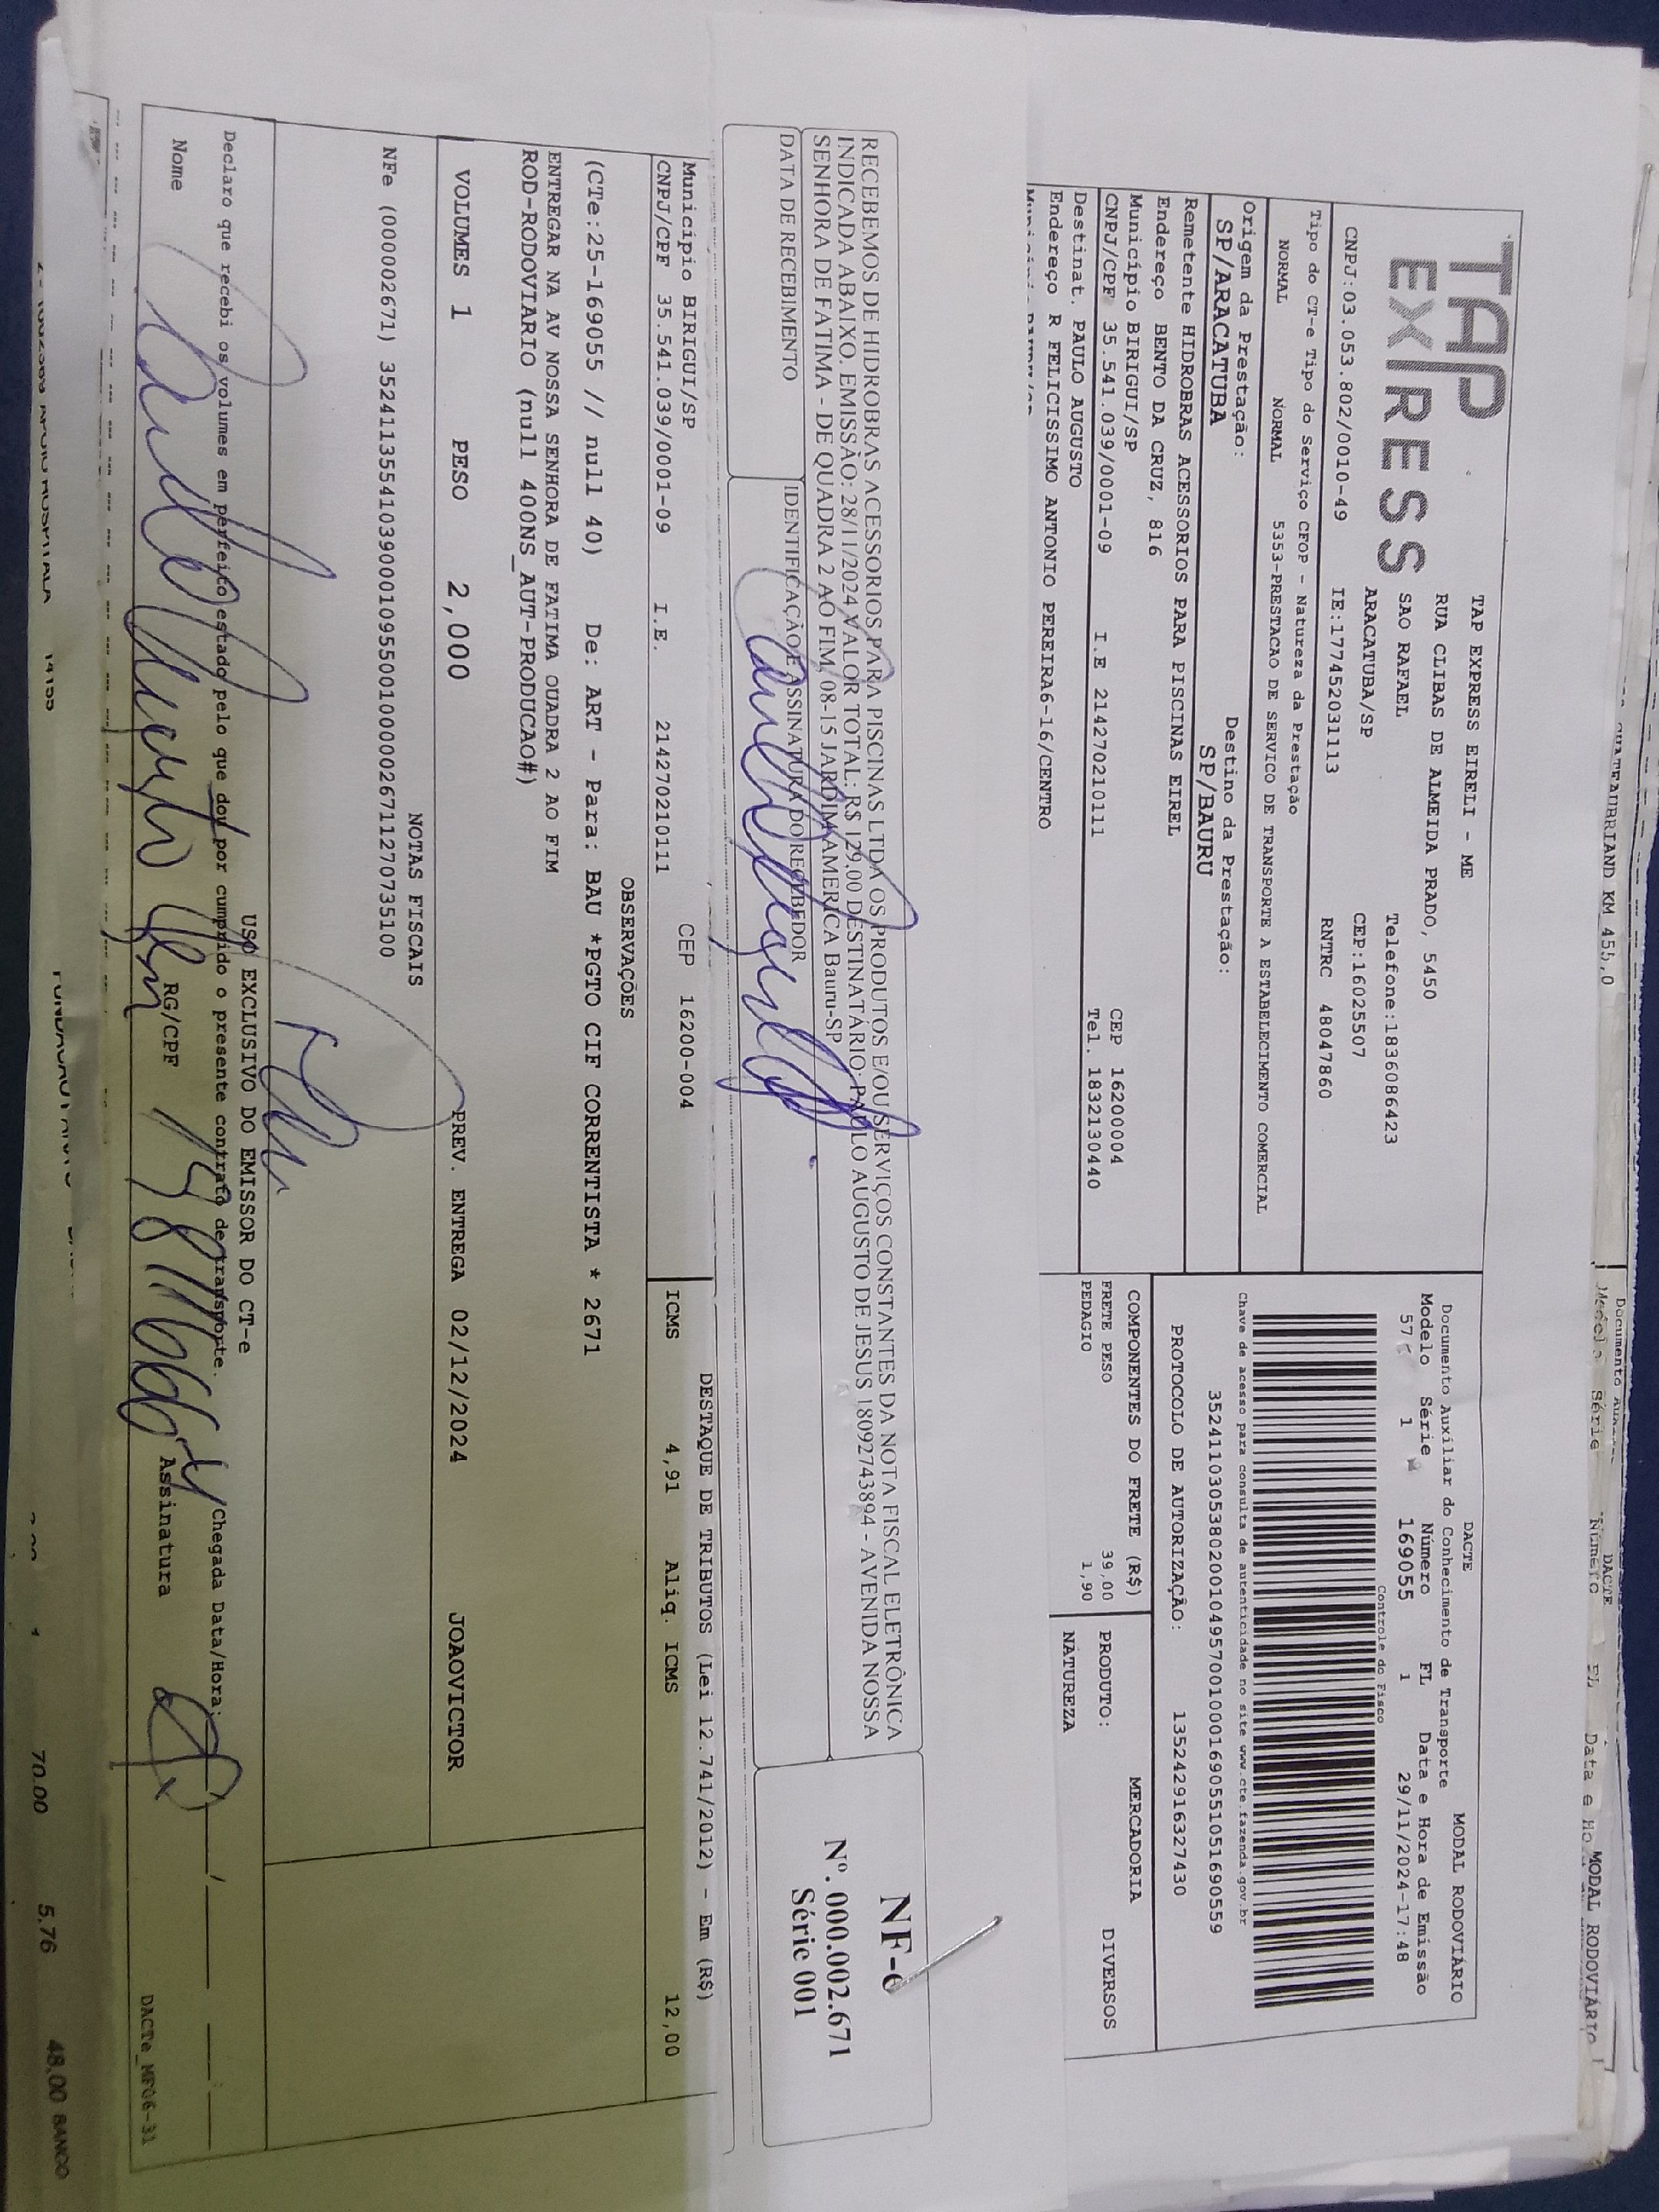 TAP
EXPRESS
TAP EXPRESS EIRELI - ME
RUA CLIBAS DE ALMEIDA PRADO, 5450
SAO RAFAEL Telefone:1836086423
ARACATUBA/SP CEP:16025507
CNPJ:03.053.802/0010-49 IE:177452031113 RNTRC 48047860
DACTE MODAL RODOVIÁRIO
Documento Auxiliar do Conhecimento de Transporte
Modelo Série Número FL Data e Hora de Emissão
57 1 169055 1 29/11/2024-17:48
Controle do Fisco
Tipo do CT-e Tipo do Serviço CFOP - Natureza da Prestação
NORMAL NORMAL 5353-PRESTACAO DE SERVICO DE TRANSPORTE A ESTABELECIMENTO COMERCIAL
Chave de acesso para consulta de autenticidade no site www.cte.fazenda.gov.br
35241103053802001049570010001690551051690559
Origem da Prestação: Destino da Prestação:
SP/ARACATUBA SP/BAURU
PROTOCOLO DE AUTORIZAÇÃO: 135242916327430
Remetente HIDROBRAS ACESSORIOS PARA PISCINAS EIREL
Endereço BENTO DA CRUZ, 816
Município BIRIGUI/SP CEP 16200004
CNPJ/CPF 35.541.039/0001-09 I.E 214270210111 Tel. 1832130440
COMPONENTES DO FRETE (R$) MERCADORIA
FRETE PESO 39,00 PRODUTO: DIVERSOS
PEDAGIO 1,90 NATUREZA
Destinat. PAULO AUGUSTO
Endereço R FELICISSIMO ANTONIO PEREIRA6-16/CENTRO
RECEBEMOS DE HIDROBRAS ACESSORIOS PARA PISCINAS LTDA OS PRODUTOS E/OU SERVIÇOS CONSTANTES DA NOTA FISCAL ELETRÔNICA
INDICADA ABAIXO. EMISSÃO: 28/11/2024 VALOR TOTAL: R$ 129,00 DESTINATÁRIO: PAULO AUGUSTO DE JESUS 18092743894 - AVENIDA NOSSA
SENHORA DE FATIMA - DE QUADRA 2 AO FIM, 08-15 JARDIM AMERICA Bauru-SP
DATA DE RECEBIMENTO IDENTIFICAÇÃO E ASSINATURA DO RECEBEDOR
NF-e
Nº. 000.002.671
Série 001
DESTAQUE DE TRIBUTOS (Lei 12.741/2012) - Em (R$)
Município BIRIGUI/SP CEP 16200-004
CNPJ/CPF 35.541.039/0001-09 I.E. 214270210111
ICMS 4,91 Aliq. ICMS 12,00
OBSERVAÇÕES
(CTe:25-169055 // null 40) De: ART - Para: BAU *PGTO CIF CORRENTISTA * 2671
ENTREGAR NA AV NOSSA SENHORA DE FATIMA QUADRA 2 AO FIM
ROD-RODOVIARIO (null 400NS_AUT-PRODUCAO#)
VOLUMES 1 PESO 2,000 PREV. ENTREGA 02/12/2024 JOAOVICTOR
NOTAS FISCAIS
NFe (000002671) 35241135541039000109550010000026711270735100
USO EXCLUSIVO DO EMISSOR DO CT-e
Declaro que recebi os volumes em perfeito estado pelo que dou por cumprido o presente contrato de transporte. Chegada Data/Hora:
Nome RG/CPF Assinatura
DACTe_MF06-31
70.00 5,76 48,00 BANCO